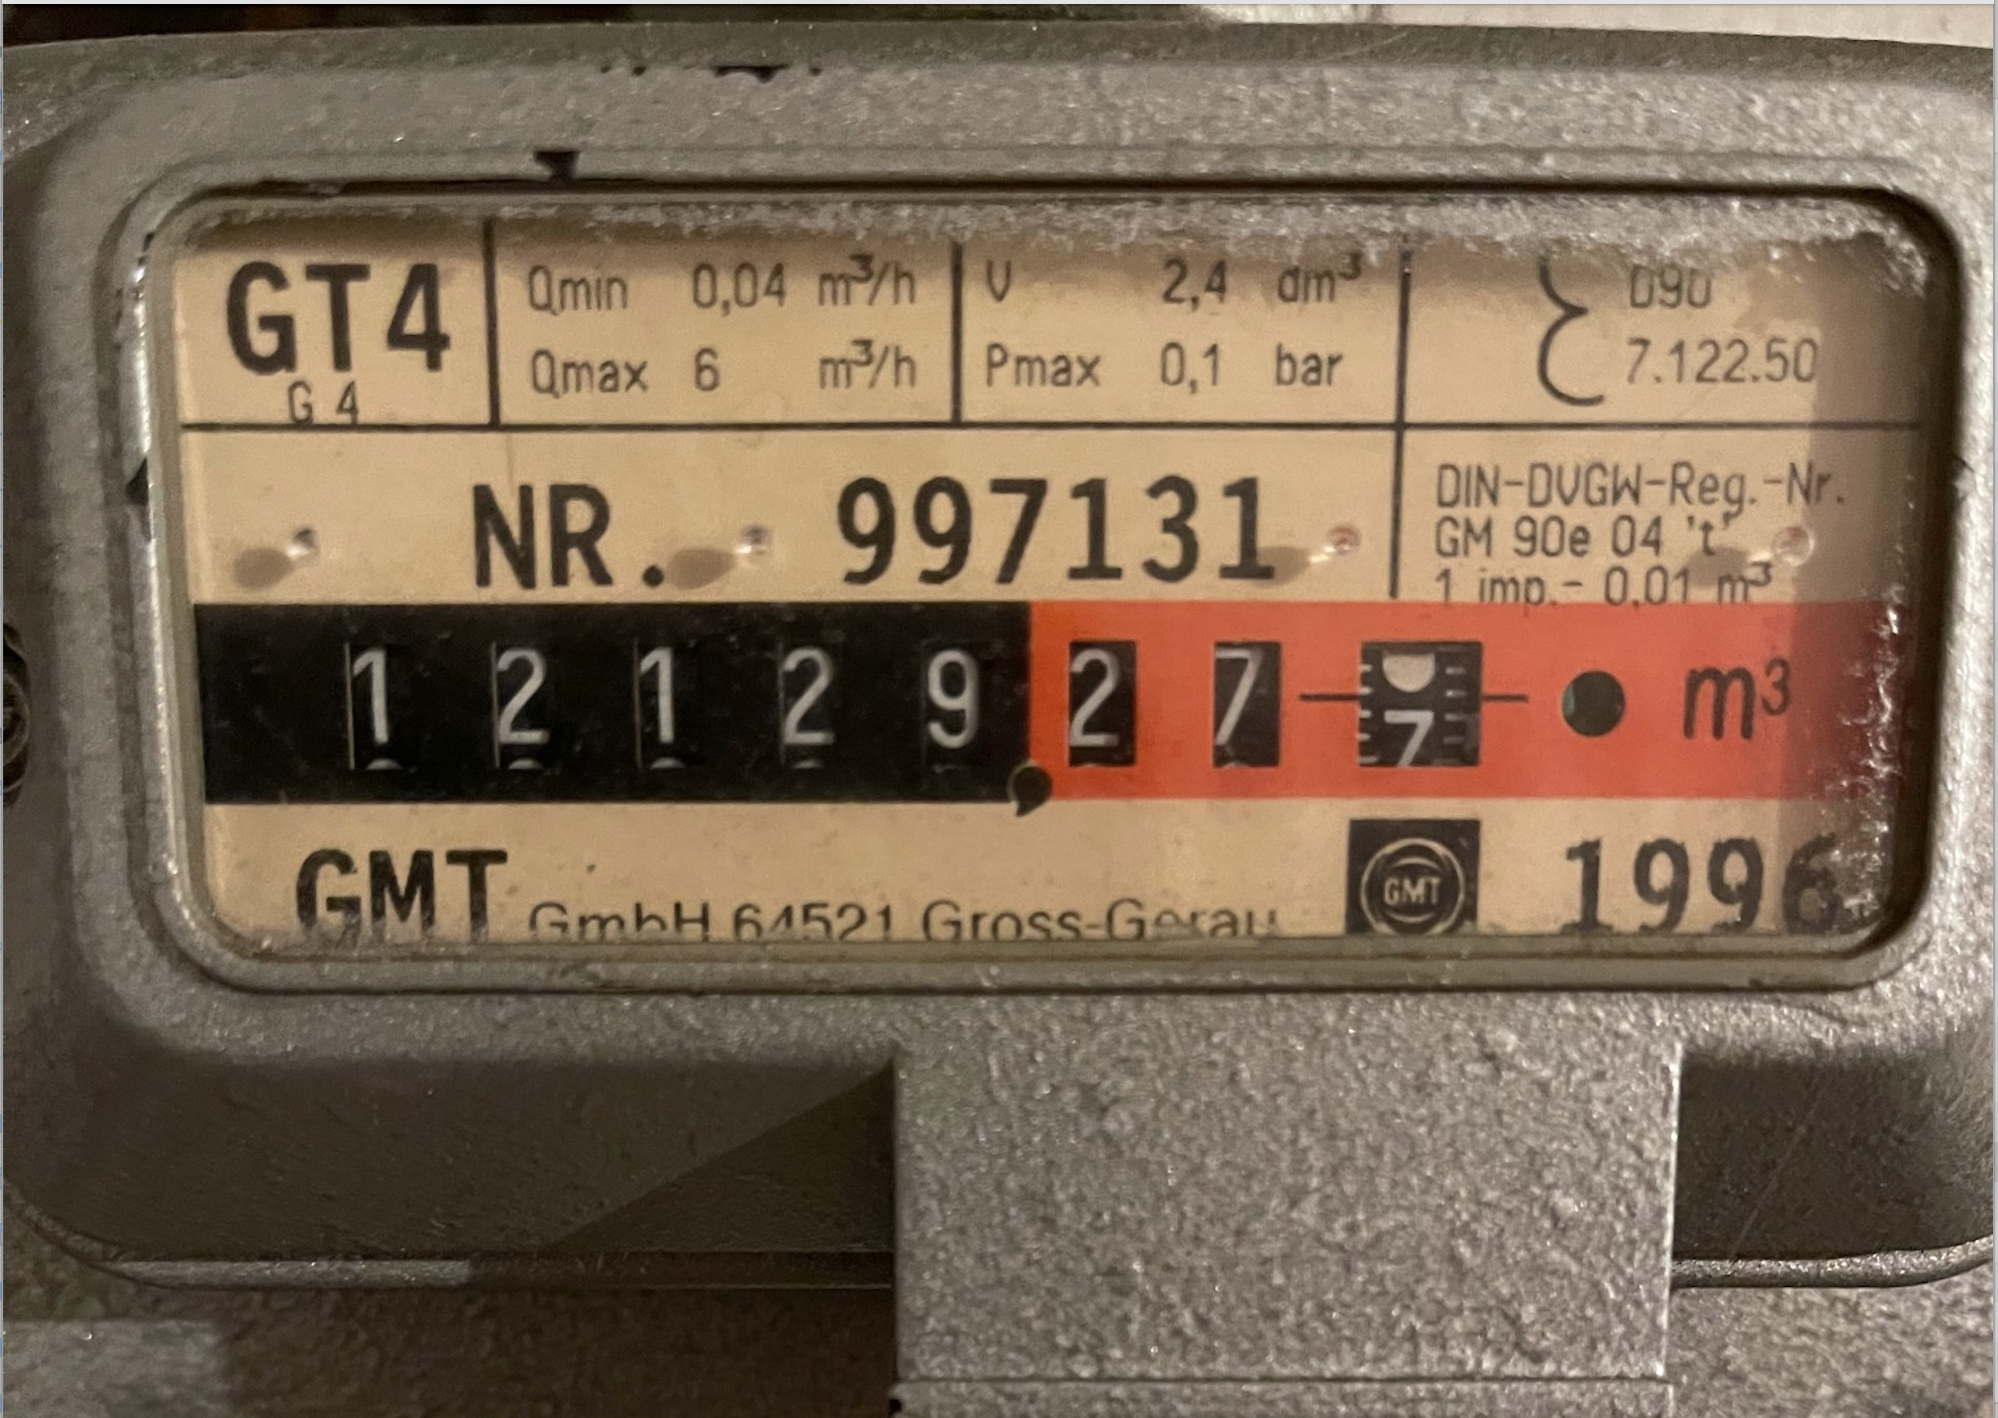 GT4
G 4
Qmin 0,04 m³/h
Qmax 6 m³/h
V 2,4 dm³
Pmax 0,1 bar
7.122.50
NR. 997131
DIN-DVGW-Reg.-Nr.
GM 90e 04 't'
1 imp.- 0,01 m³
1 2 1 2 9 , 2 7 7 m³
GMT GmbH 64521 Gross-Gerau
GMT
1996